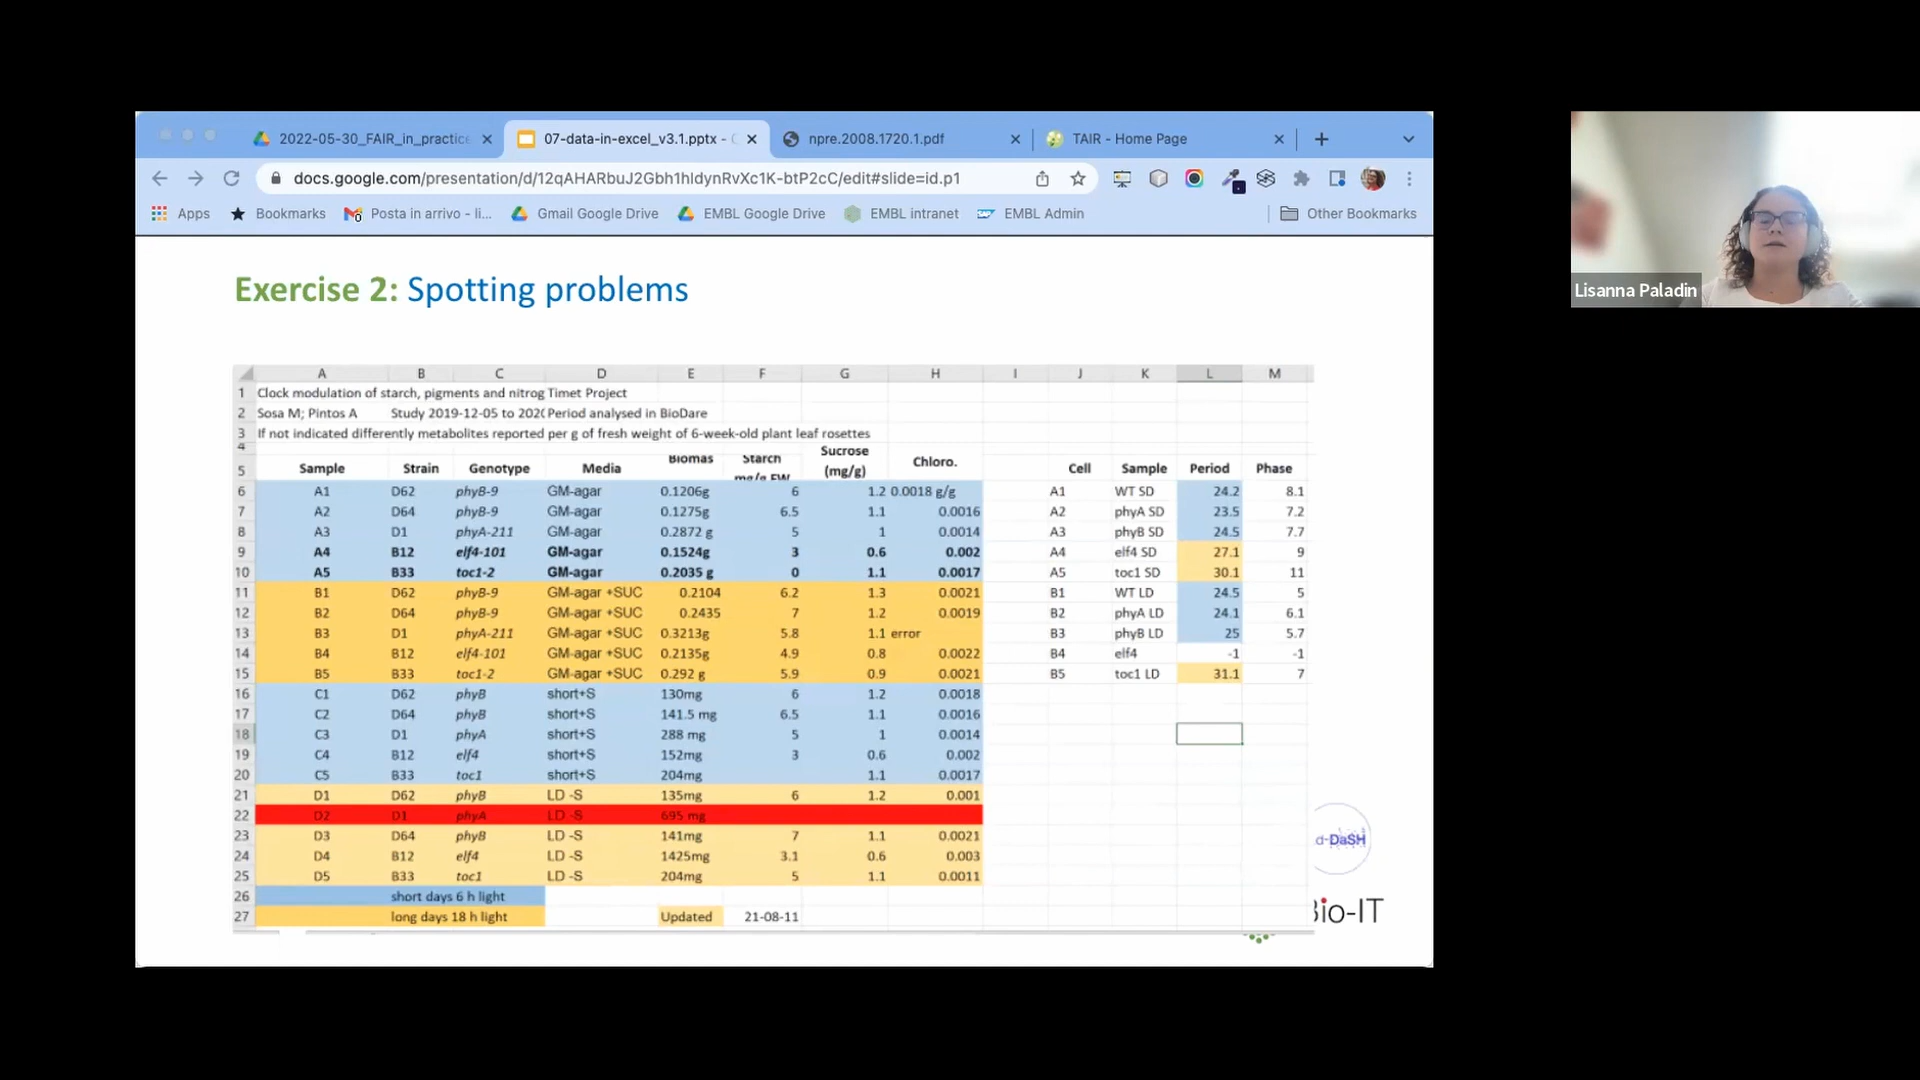 2022-05-30_FAIR_in_practice
07-data-in-excel_v3.1.pptx -
npre.2008.1720.1.pdf
TAIR - Home Page
docs.google.com/presentation/d/12qAHARbuJ2Gbh1hldynRvXc1K-btP2cC/edit#slide=id.p1
Apps Bookmarks Posta in arrivo - li... Gmail Google Drive EMBL Google Drive EMBL intranet EMBL Admin Other Bookmarks
Lisanna Paladin
Exercise 2: Spotting problems
A B C D E F G H I J K L M
1 Clock modulation of starch, pigments and nitrog Timet Project
2 Sosa M; Pintos A Study 2019-12-05 to 202( Period analysed in BioDare
3 If not indicated differently metabolites reported per g of fresh weight of 6-week-old plant leaf rosettes
4
5 Sample Strain Genotype Media Biomas Starch mg/g FW Sucrose (mg/g) Chloro. Cell Sample Period Phase
6 A1 D62 phyB-9 GM-agar 0.1206g 6 1.2 0.0018 g/g A1 WT SD 24.2 8.1
7 A2 D64 phyB-9 GM-agar 0.1275g 6.5 1.1 0.0016 A2 phyA SD 23.5 7.2
8 A3 D1 phyA-211 GM-agar 0.2872 g 5 1 0.0014 A3 phyB SD 24.5 7.7
9 A4 B12 elf4-101 GM-agar 0.1524g 3 0.6 0.002 A4 elf4 SD 27.1 9
10 A5 B33 toc1-2 GM-agar 0.2035 g 0 1.1 0.0017 A5 toc1 SD 30.1 11
11 B1 D62 phyB-9 GM-agar +SUC 0.2104 6.2 1.3 0.0021 B1 WT LD 24.5 5
12 B2 D64 phyB-9 GM-agar +SUC 0.2435 7 1.2 0.0019 B2 phyA LD 24.1 6.1
13 B3 D1 phyA-211 GM-agar +SUC 0.3213g 5.8 1.1 error B3 phyB LD 25 5.7
14 B4 B12 elf4-101 GM-agar +SUC 0.2135g 4.9 0.8 0.0022 B4 elf4 -1 -1
15 B5 B33 toc1-2 GM-agar +SUC 0.292 g 5.9 0.9 0.0021 B5 toc1 LD 31.1 7
16 C1 D62 phyB short+S 130mg 6 1.2 0.0018
17 C2 D64 phyB short+S 141.5 mg 6.5 1.1 0.0016
18 C3 D1 phyA short+S 288 mg 5 1 0.0014
19 C4 B12 elf4 short+S 152mg 3 0.6 0.002
20 C5 B33 toc1 short+S 204mg 1.1 0.0017
21 D1 D62 phyB LD -S 135mg 6 1.2 0.001
22 D2 D1 phyA LD -S 695 mg
23 D3 D64 phyB LD -S 141mg 7 1.1 0.0021
24 D4 B12 elf4 LD -S 1425mg 3.1 0.6 0.003
25 D5 B33 toc1 LD -S 204mg 5 1.1 0.0011
26 short days 6 h light
27 long days 18 h light Updated 21-08-11
d-DaSH
Bio-IT